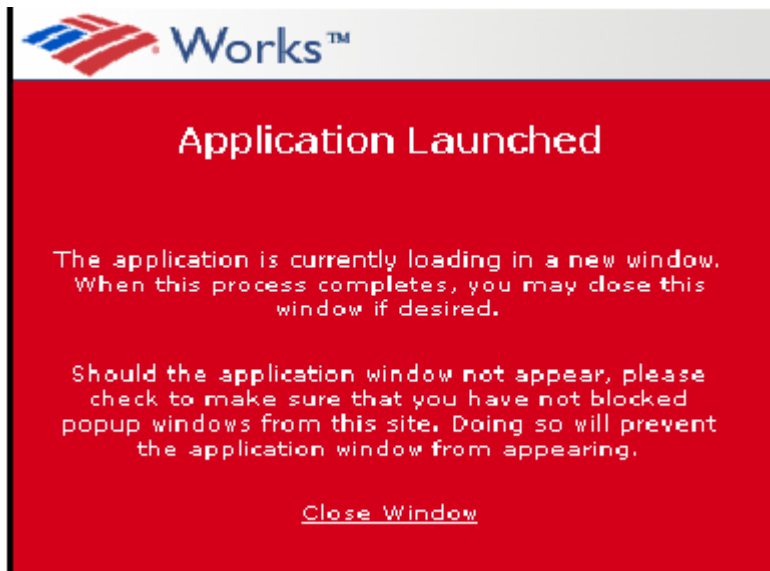 Works™
Application Launched
The application is currently loading in a new window.
When this process completes, you may close this
window if desired.
Should the application window not appear, please
check to make sure that you have not blocked
popup windows from this site. Doing so will prevent
the application window from appearing.
Close Window